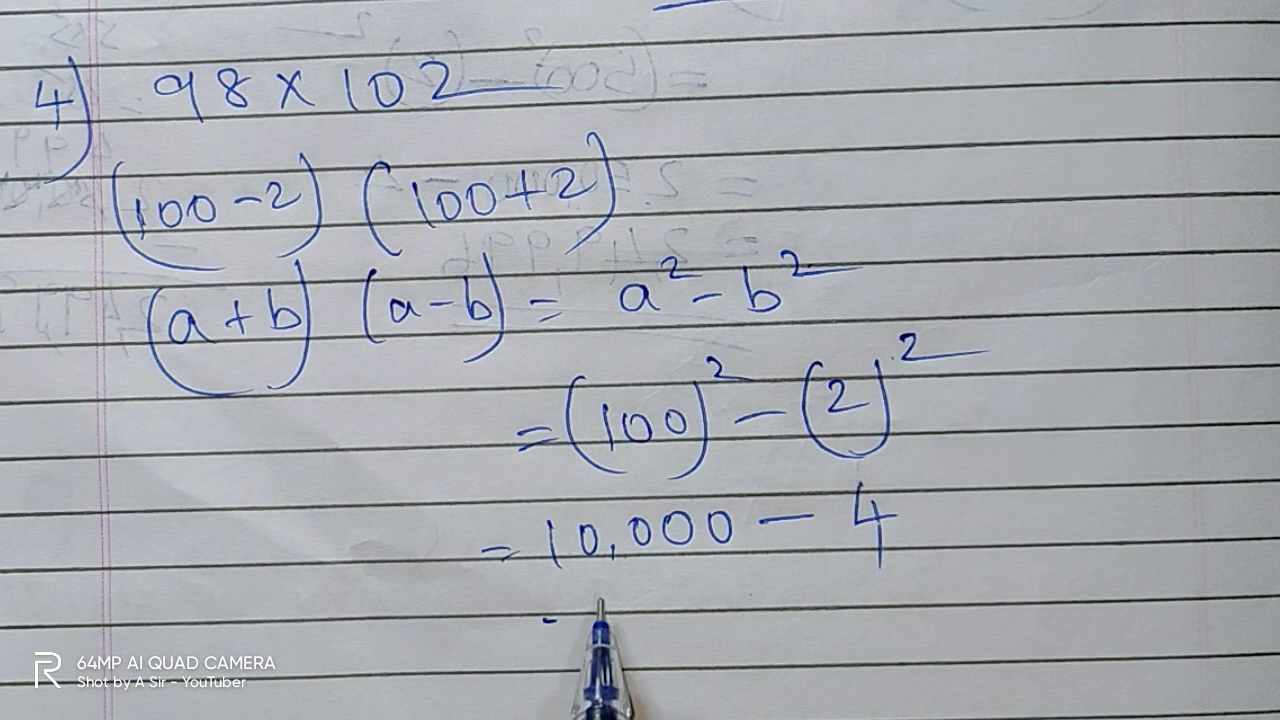 4) 98 × 102
(100 - 2) (100 + 2)
(a + b) (a - b) = a² - b²
= (100)² - (2)²
= 10,000 - 4
64MP AI QUAD CAMERA
Shot by A Sir - YouTuber